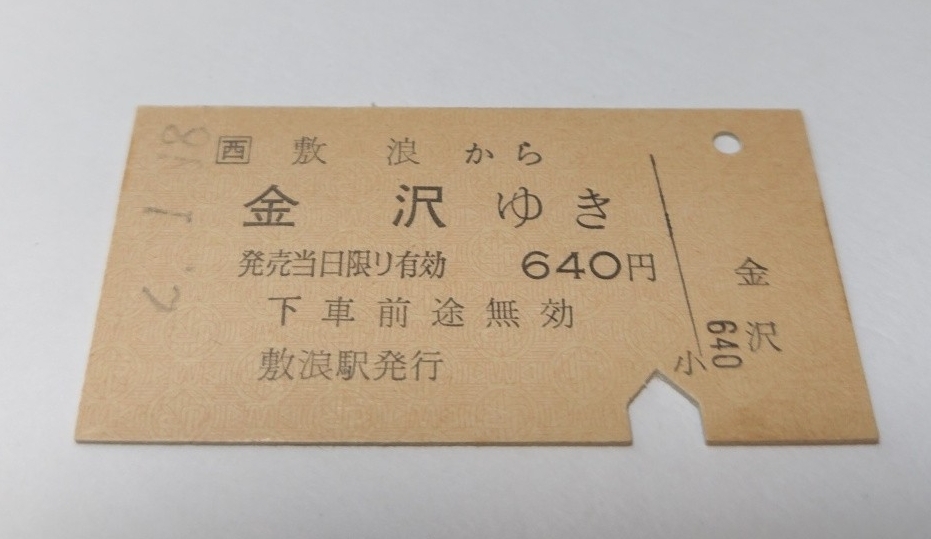 西 敷浪から
金沢ゆき
発売当日限リ有効 640円
下車前途無効
敷浪駅発行
小
金沢
640